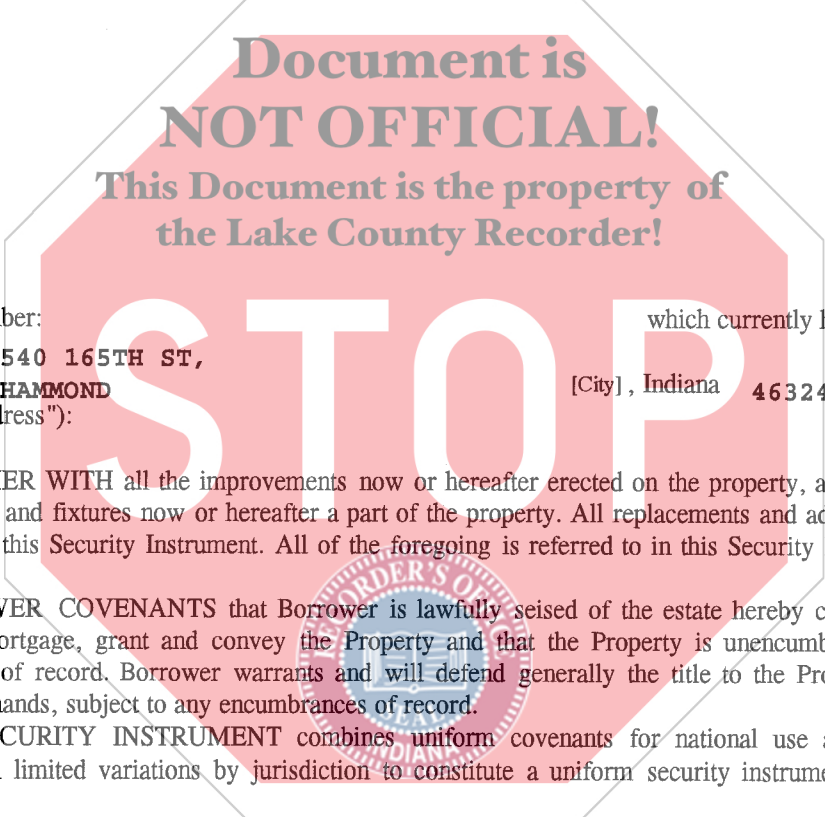 Document is
NOT OFFICIAL!
This Document is the property of
the Lake County Recorder!
STOP
ber: which currently h
540 165TH ST,
HAMMOND [City] , Indiana 46324
dress"):
ER WITH all the improvements now or hereafter erected on the property, a
and fixtures now or hereafter a part of the property. All replacements and ad
this Security Instrument. All of the foregoing is referred to in this Security
VER COVENANTS that Borrower is lawfully seised of the estate hereby c
ortgage, grant and convey the Property and that the Property is unencumb
of record. Borrower warrants and will defend generally the title to the Pro
nands, subject to any encumbrances of record.
CURITY INSTRUMENT combines uniform covenants for national use a
limited variations by jurisdiction to constitute a uniform security instrume
RECORDER'S OFFICE
SEAL
INDIANA